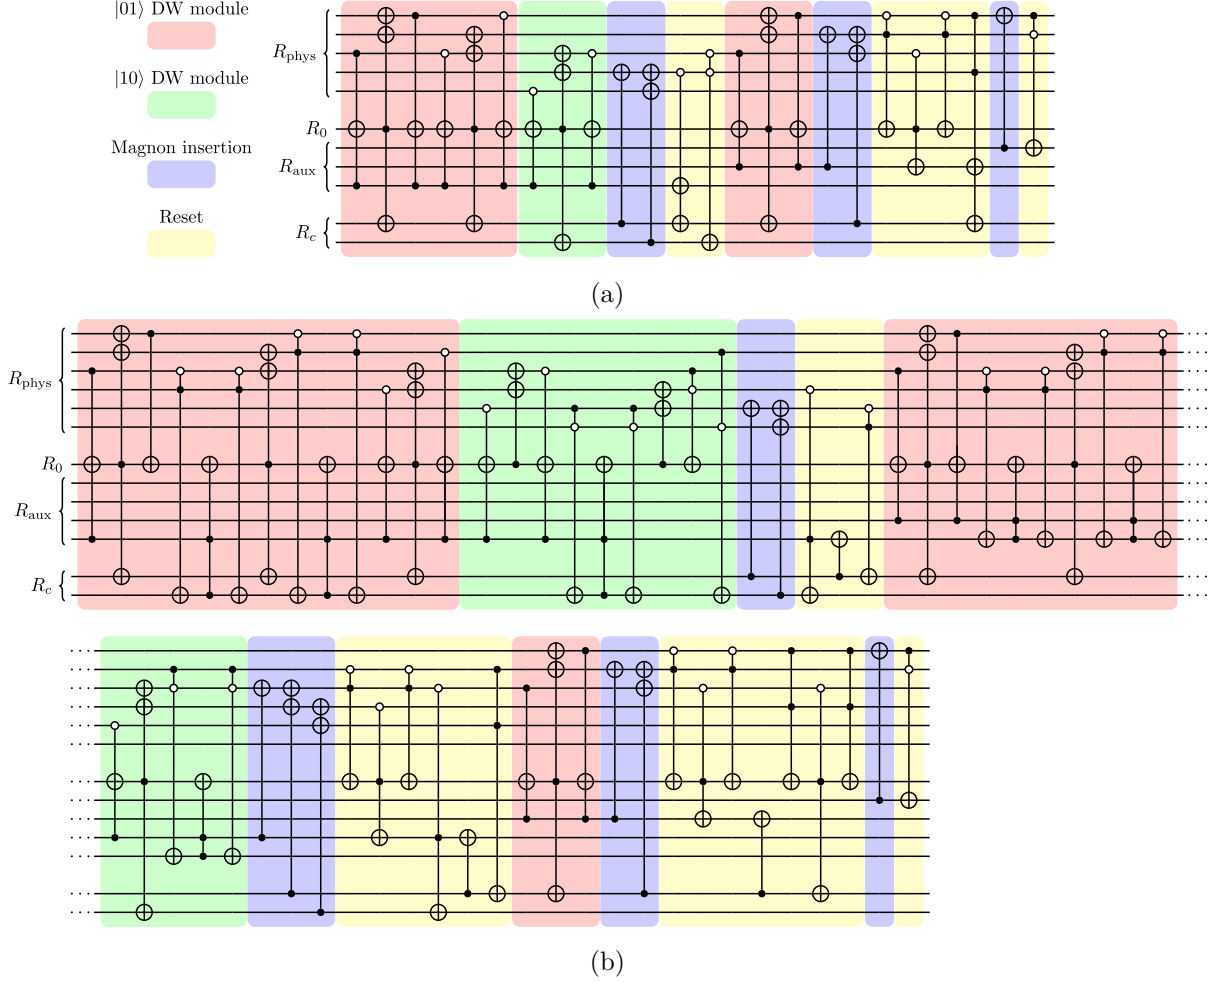 |01⟩ DW module
|10⟩ DW module
Magnon insertion
Reset
R_phys
R_0
R_aux
R_c
(a)
R_phys
R_0
R_aux
R_c
(b)